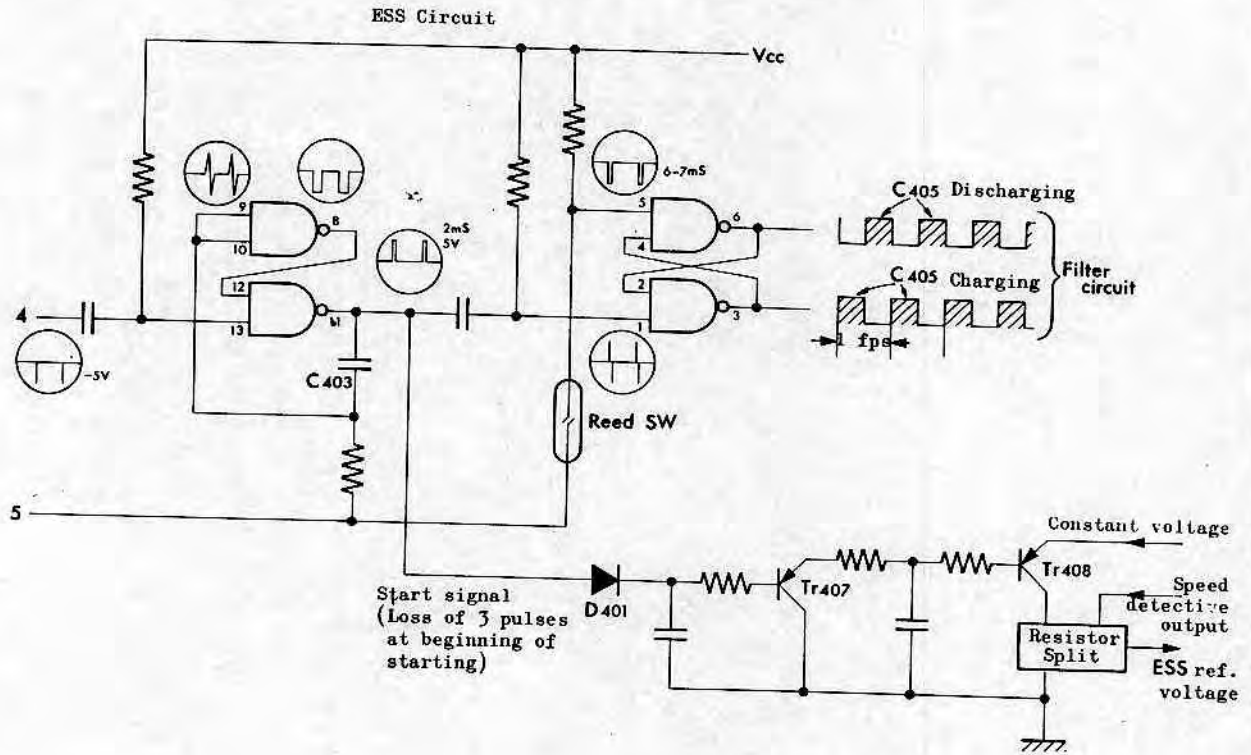 ESS Circuit
Vcc
6-7mS
2mS
5V
9
10
8
12
13
5
4
6
2
1
3
4
-5V
C403
Reed SW
5
C405 Discharging
C405 Charging
1 fps
Filter
circuit
Start signal
(Loss of 3 pulses
at beginning of
starting)
D401
Tr407
Tr408
Constant voltage
Speed
detective
output
Resistor
Split
ESS ref.
voltage